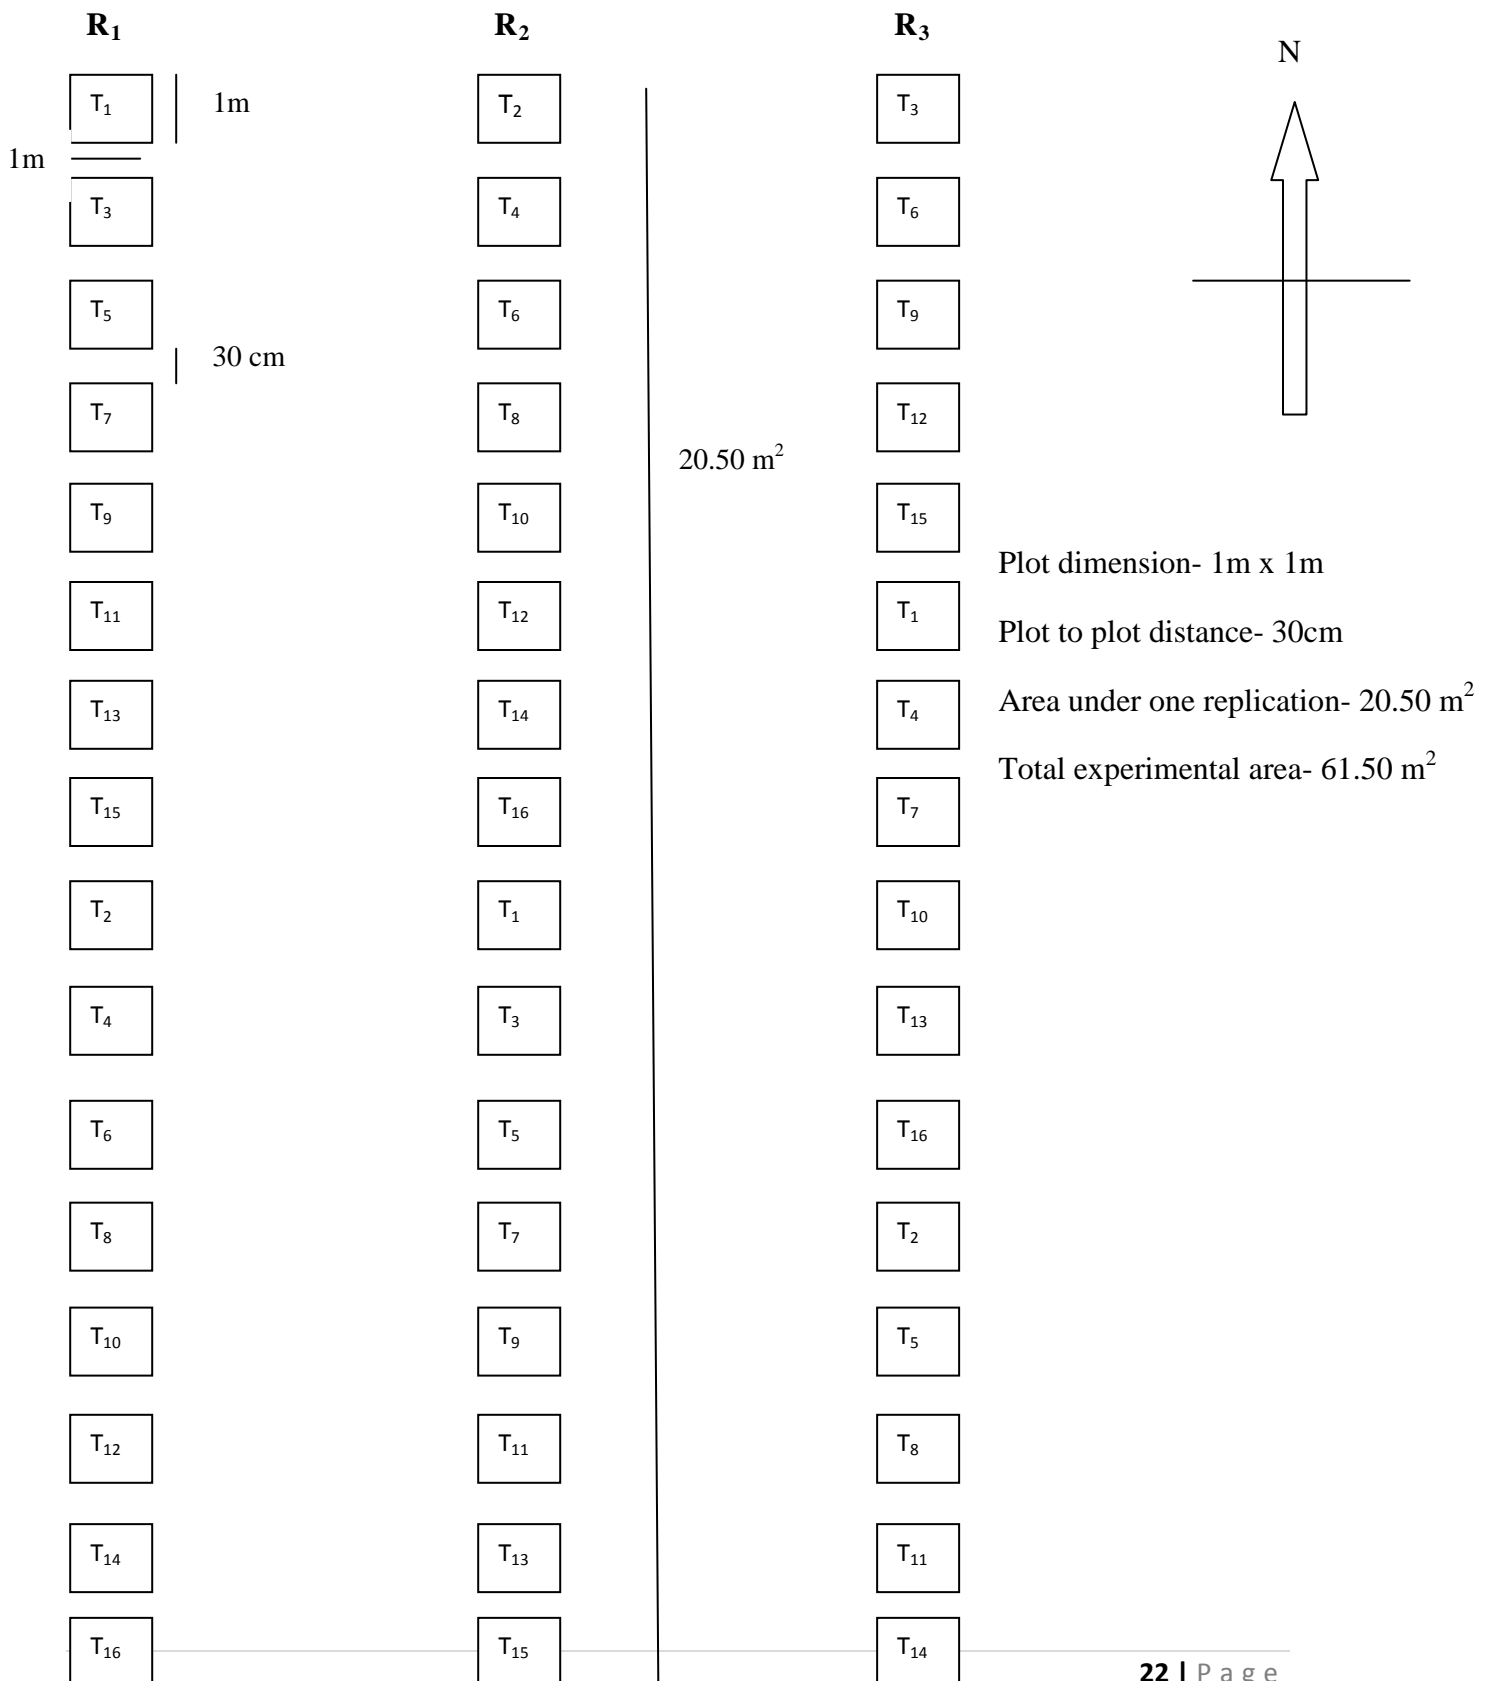 R₁ R₂ R₃
N
T₁ 1m T₂ T₃
1m
T₃ T₄ T₆
T₅ T₆ T₉
30 cm
T₇ T₈ T₁₂
20.50 m²
T₉ T₁₀ T₁₅
Plot dimension- 1m x 1m
T₁₁ T₁₂ T₁
Plot to plot distance- 30cm
T₁₃ T₁₄ T₄
Area under one replication- 20.50 m²
Total experimental area- 61.50 m²
T₁₅ T₁₆ T₇
T₂ T₁ T₁₀
T₄ T₃ T₁₃
T₆ T₅ T₁₆
T₈ T₇ T₂
T₁₀ T₉ T₅
T₁₂ T₁₁ T₈
T₁₄ T₁₃ T₁₁
T₁₆ T₁₅ T₁₄
22 | Page